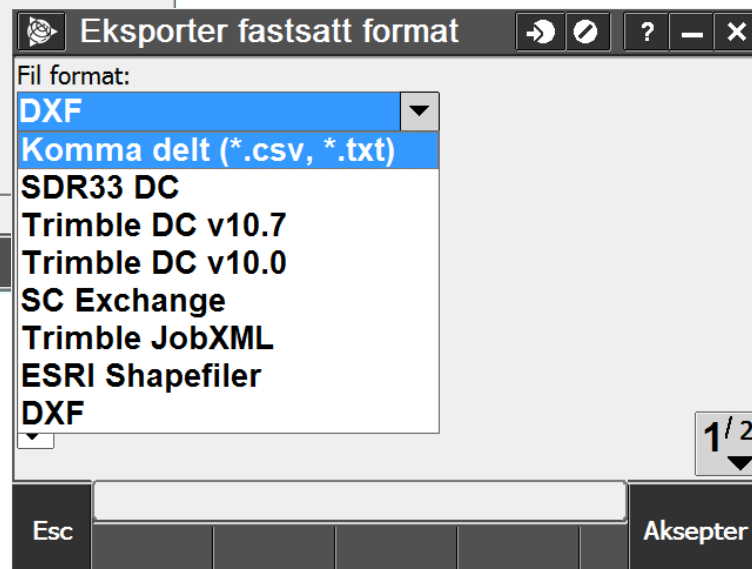 Eksporter fastsatt format
?
Fil format:
DXF
Komma delt (*.csv, *.txt)
SDR33 DC
Trimble DC v10.7
Trimble DC v10.0
SC Exchange
Trimble JobXML
ESRI Shapefiler
DXF
1/2
Esc
Aksepter